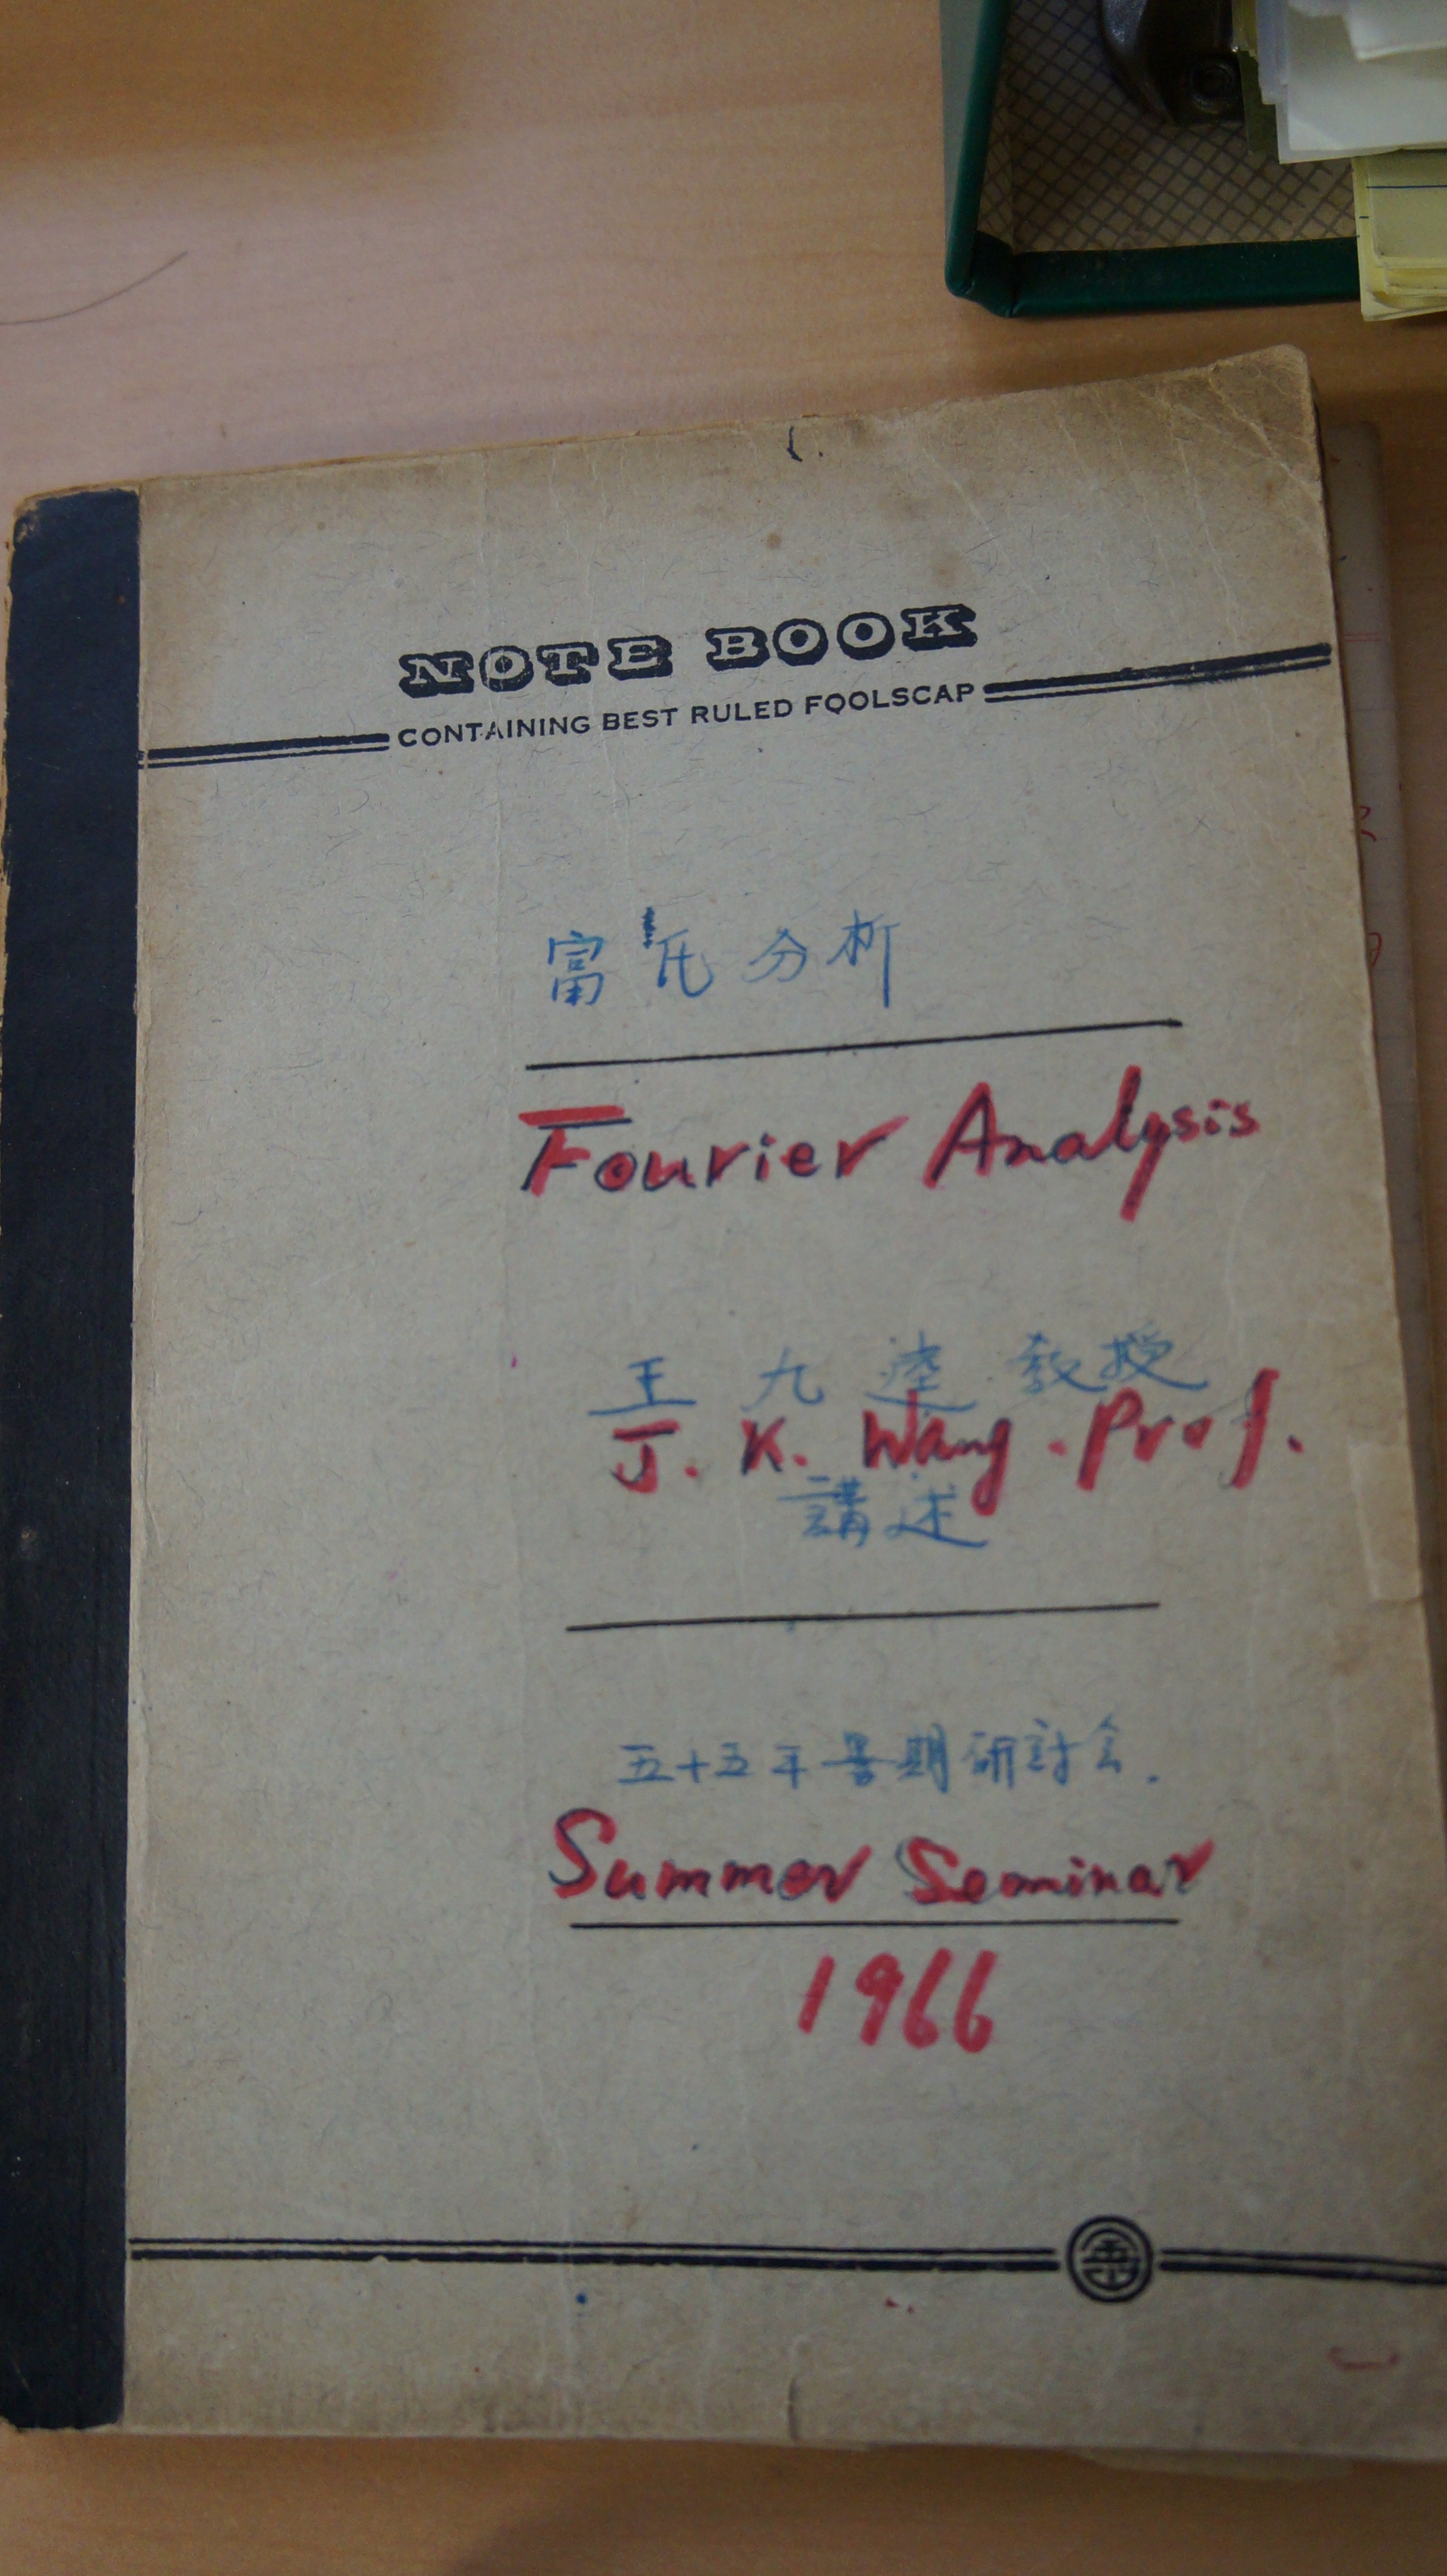 NOTE BOOK
CONTAINING BEST RULED FOOLSCAP
富氏分析
Fourier Analysis
王九逵教授
J. K. Wang. Prof.
講述
五十五年暑期研討会.
Summer Seminar
1966